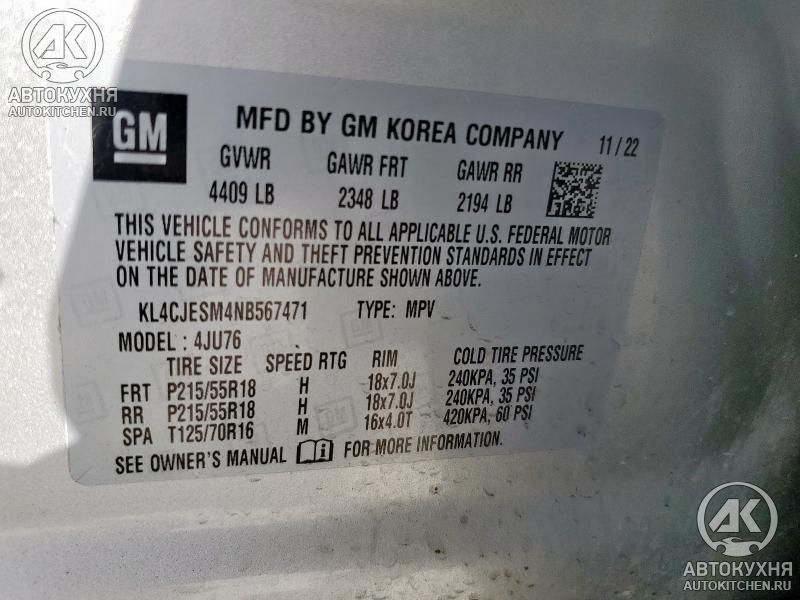 AK
АВТОКУХНЯ
AUTOKITCHEN.RU
GM MFD BY GM KOREA COMPANY 11/22
GVWR GAWR FRT GAWR RR
4409 LB 2348 LB 2194 LB
THIS VEHICLE CONFORMS TO ALL APPLICABLE U.S. FEDERAL MOTOR
VEHICLE SAFETY AND THEFT PREVENTION STANDARDS IN EFFECT
ON THE DATE OF MANUFACTURE SHOWN ABOVE.
KL4CJESM4NB567471 TYPE: MPV
MODEL : 4JU76
TIRE SIZE SPEED RTG RIM COLD TIRE PRESSURE
FRT P215/55R18 H 18x7.0J 240KPA, 35 PSI
RR P215/55R18 H 18x7.0J 240KPA, 35 PSI
SPA T125/70R16 M 16x4.0T 420KPA, 60 PSI
SEE OWNER'S MANUAL FOR MORE INFORMATION.
GM
AK
АВТОКУХНЯ
AUTOKITCHEN.RU